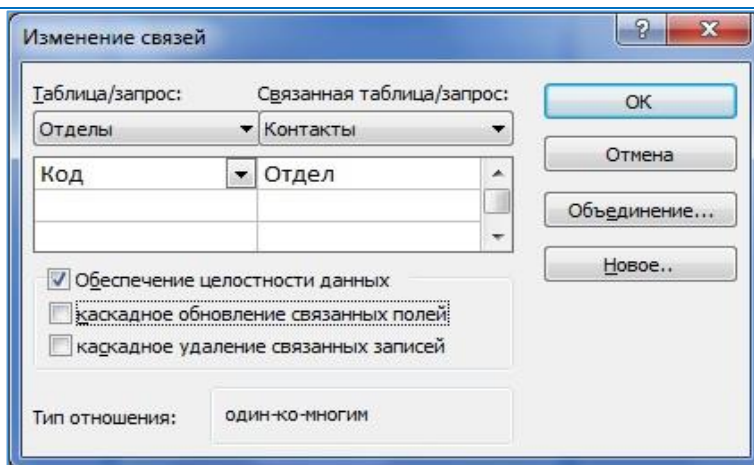 Изменение связей
Таблица/запрос: Связанная таблица/запрос:
Отделы Контакты
Код Отдел
Обеспечение целостности данных
каскадное обновление связанных полей
каскадное удаление связанных записей
Тип отношения: один-ко-многим
ОК
Отмена
Объединение...
Новое..